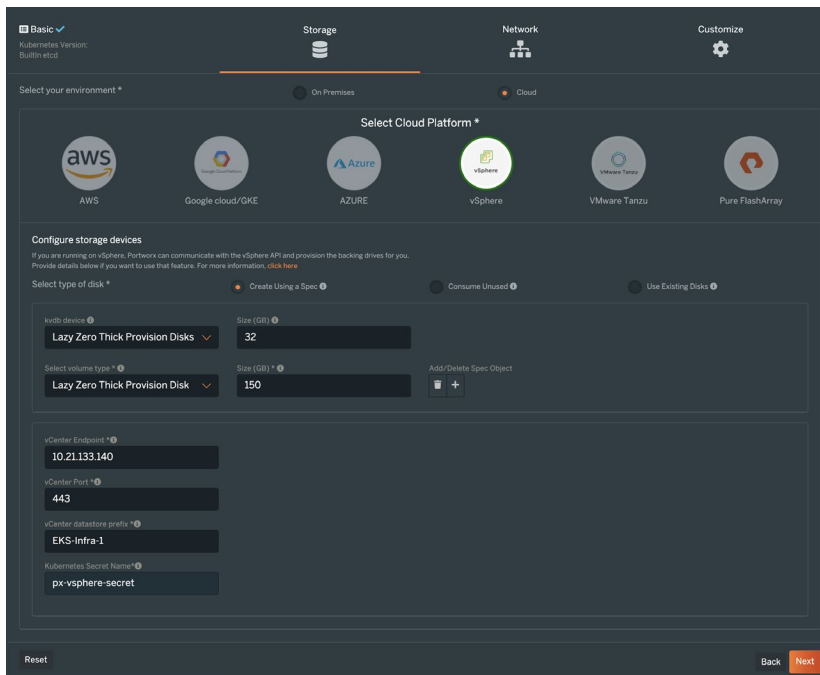 Basic
Storage
Network
Customize
Kubernetes Version:
Builtin etcd
Select your environment *
On Premises
Cloud
Select Cloud Platform *
aws
Google Cloud Platform
Azure
vSphere
VMware Tanzu
AWS
Google cloud/GKE
AZURE
vSphere
VMware Tanzu
Pure FlashArray
Configure storage devices
If you are running on vSphere, Portworx can communicate with the vSphere API and provision the backing drives for you.
Provide details below if you want to use that feature. For more information, click here
Select type of disk *
Create Using a Spec
Consume Unused
Use Existing Disks
kvdb device
Size (GB)
Lazy Zero Thick Provision Disks
32
Select volume type *
Size (GB) *
Add/Delete Spec Object
Lazy Zero Thick Provision Disk
150
vCenter Endpoint *
10.21.133.140
vCenter Port *
443
vCenter datastore prefix *
EKS-Infra-1
Kubernetes Secret Name*
px-vsphere-secret
Reset
Back
Next